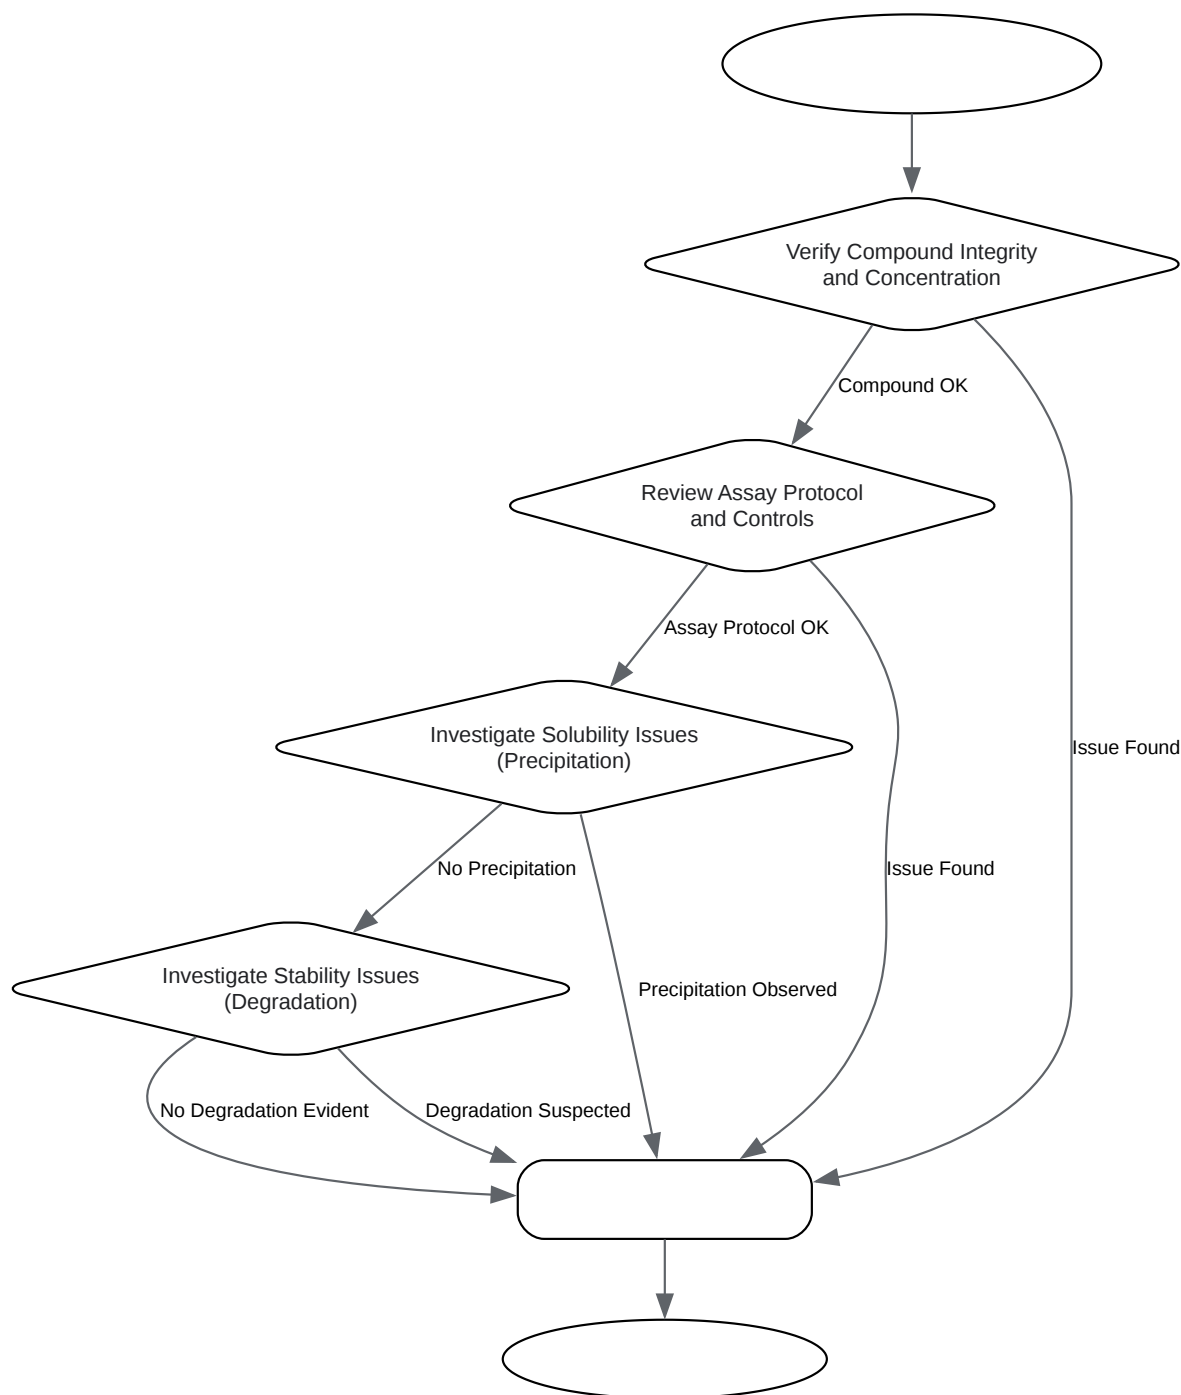 Verify Compound Integrity
and Concentration
Compound OK
Review Assay Protocol
and Controls
Assay Protocol OK
Investigate Solubility Issues
(Precipitation)
Issue Found
No Precipitation
Issue Found
Investigate Stability Issues
(Degradation)
Precipitation Observed
No Degradation Evident
Degradation Suspected